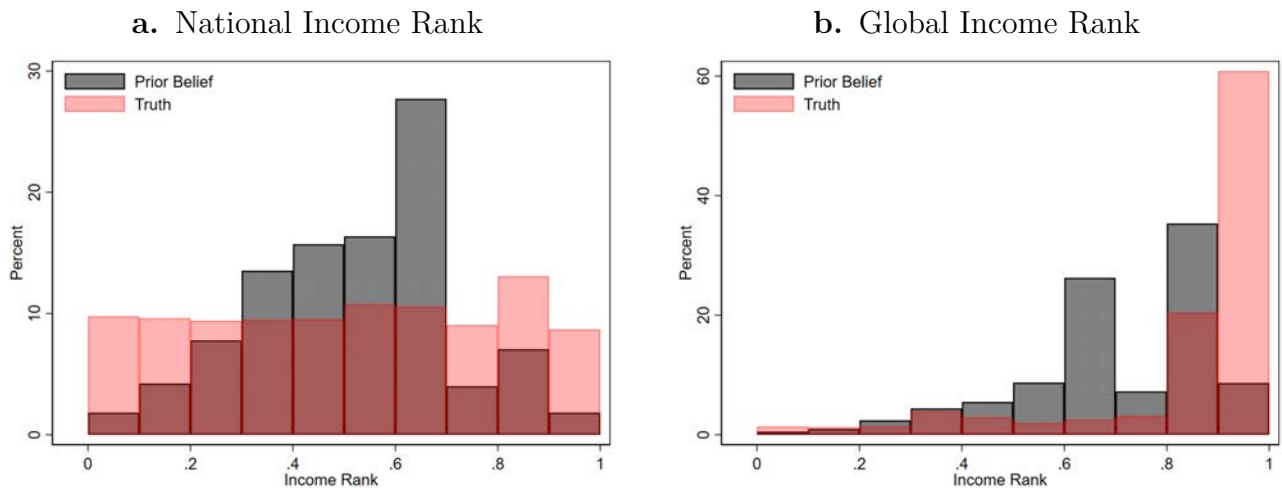 a. National Income Rank
Prior Belief
Truth
30
20
10
0
Percent
0 .2 .4 .6 .8 1
Income Rank
b. Global Income Rank
Prior Belief
Truth
60
40
20
0
Percent
0 .2 .4 .6 .8 1
Income Rank